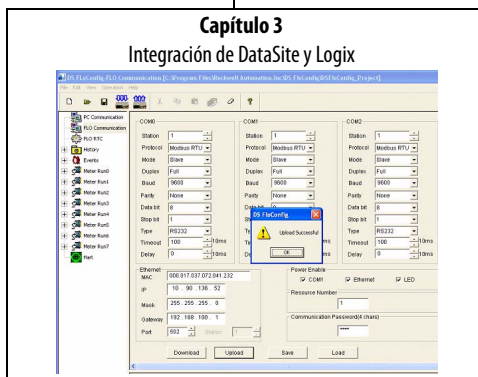 Capítulo 3
Integración de DataSite y Logix
DS FloConfig-FLO Communication [C:\Program Files\Rockwell Automation.Inc\DS FloConfig\DSFloConfig_Project]
File Edit View Operation Help
PC Communication
FLO Communication
FLO RTC
History
Events
Meter Run0
Meter Run1
Meter Run2
Meter Run3
Meter Run4
Meter Run5
Meter Run6
Meter Run7
Hart
COM0
Station 1
Protocol Modbus RTU
Mode Slave
Duplex Full
Baud 9600
Parity None
Data bit 8
Stop bit 1
Type RS232
Timeout 100 10ms
Delay 0 10ms
COM1
Station 1
Protocol Modbus RTU
Mode Slave
Duplex Full
Baud 9600
Parity None
Data bit
COM2
Station 1
Protocol Modbus RTU
Mode Slave
Duplex Full
Baud 9600
Parity None
Data bit 8
Stop bit 1
Type RS232
Timeout 100 10ms
Delay 0 10ms
DS FloConfig
Upload Successful
OK
Ethernet
MAC 000.017.037.072.041.232
IP 10 . 90 .136 . 52
Mask 255 .255 .255 . 0
Gateway 192 .168 .100 . 1
Port 502 Station 1
Power Enable
COM1 Ethernet LED
Resource Number
1
Communication Password(4 chars)
****
Download Upload Save Load